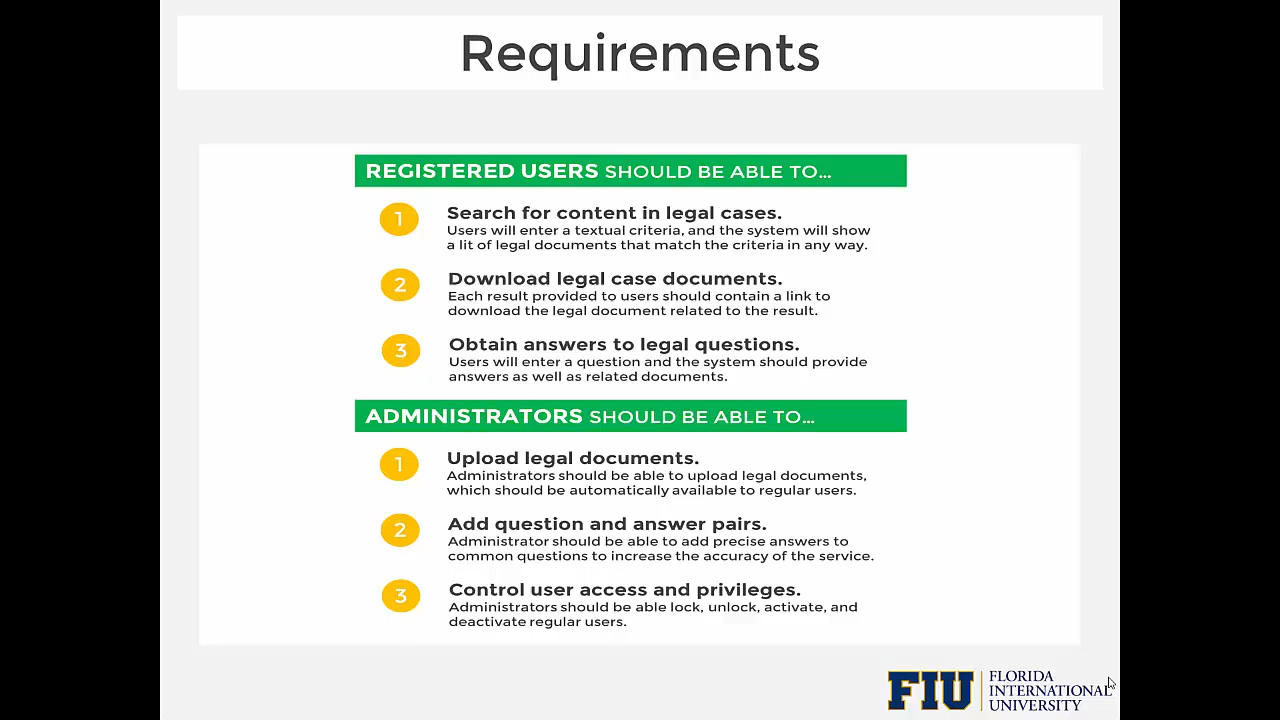 Requirements
REGISTERED USERS SHOULD BE ABLE TO...
1
Search for content in legal cases.
Users will enter a textual criteria, and the system will show
a lit of legal documents that match the criteria in any way.
2
Download legal case documents.
Each result provided to users should contain a link to
download the legal document related to the result.
3
Obtain answers to legal questions.
Users will enter a question and the system should provide
answers as well as related documents.
ADMINISTRATORS SHOULD BE ABLE TO...
1
Upload legal documents.
Administrators should be able to upload legal documents,
which should be automatically available to regular users.
2
Add question and answer pairs.
Administrator should be able to add precise answers to
common questions to increase the accuracy of the service.
3
Control user access and privileges.
Administrators should be able lock, unlock, activate, and
deactivate regular users.
FIU
FLORIDA
INTERNATIONAL
UNIVERSITY